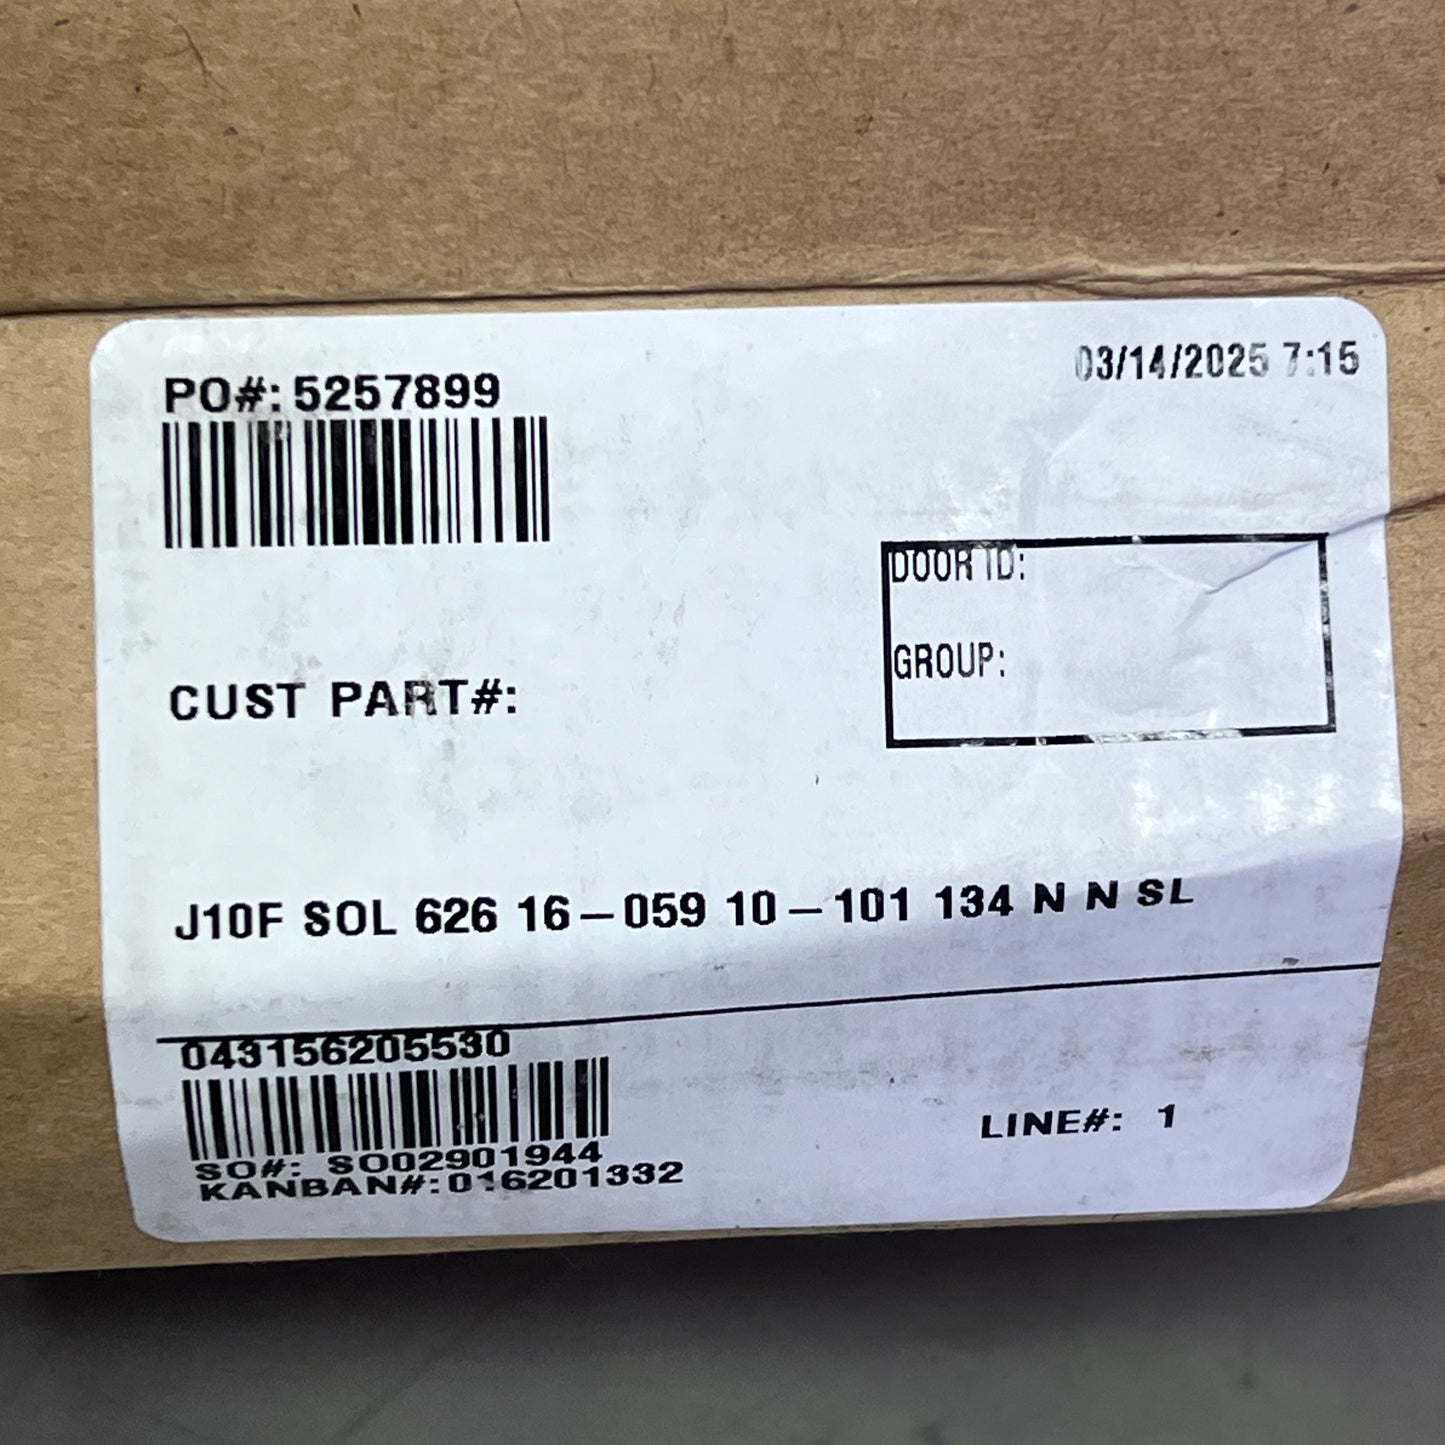 03/14/2025 7:15
PO#: 5257899
DOOR ID:
GROUP:
CUST PART#:
J10F SOL 626 16-059 10-101 134 N N SL
043156205530
LINE#: 1
SO#: SO02901944
KANBAN#:016201332